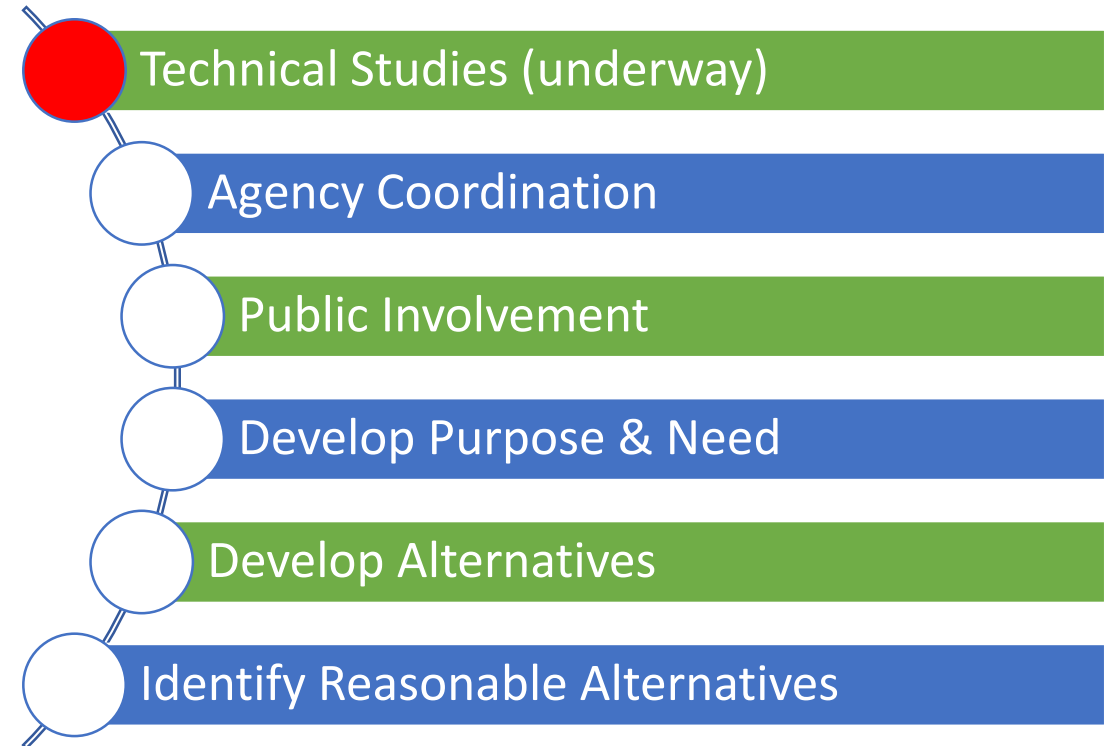 Technical Studies (underway)
Agency Coordination
Public Involvement
Develop Purpose & Need
Develop Alternatives
Identify Reasonable Alternatives